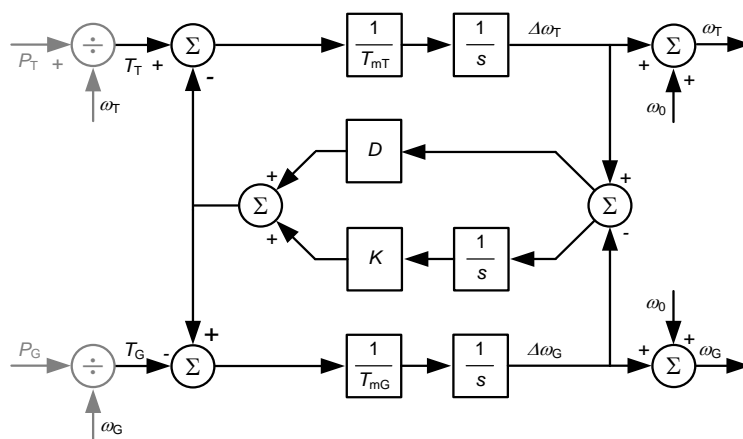 P_T + ÷ T_T + Σ - 1/T_mT 1/s Δω_T + Σ + ω_T
ω_T
ω_0
+ D +
Σ Σ
+ K 1/s -
ω_0
P_G ÷ T_G - Σ + 1/T_mG 1/s Δω_G + Σ + ω_G
ω_G